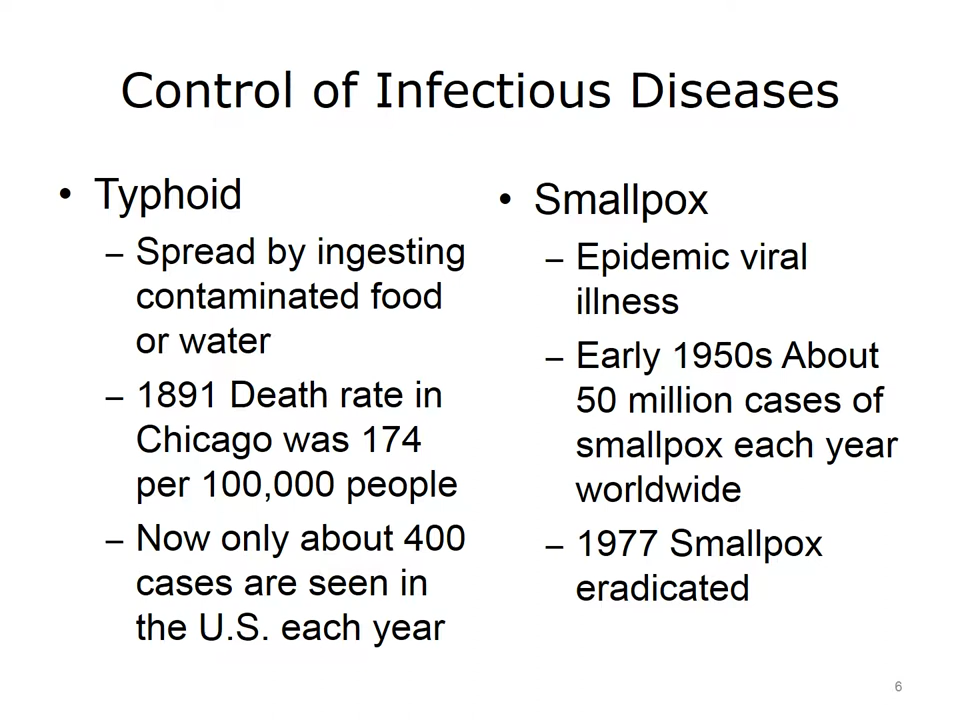 Control of Infectious Diseases
• Typhoid
– Spread by ingesting
contaminated food
or water
– 1891 Death rate in
Chicago was 174
per 100,000 people
– Now only about 400
cases are seen in
the U.S. each year
• Smallpox
– Epidemic viral
illness
– Early 1950s About
50 million cases of
smallpox each year
worldwide
– 1977 Smallpox
eradicated
6